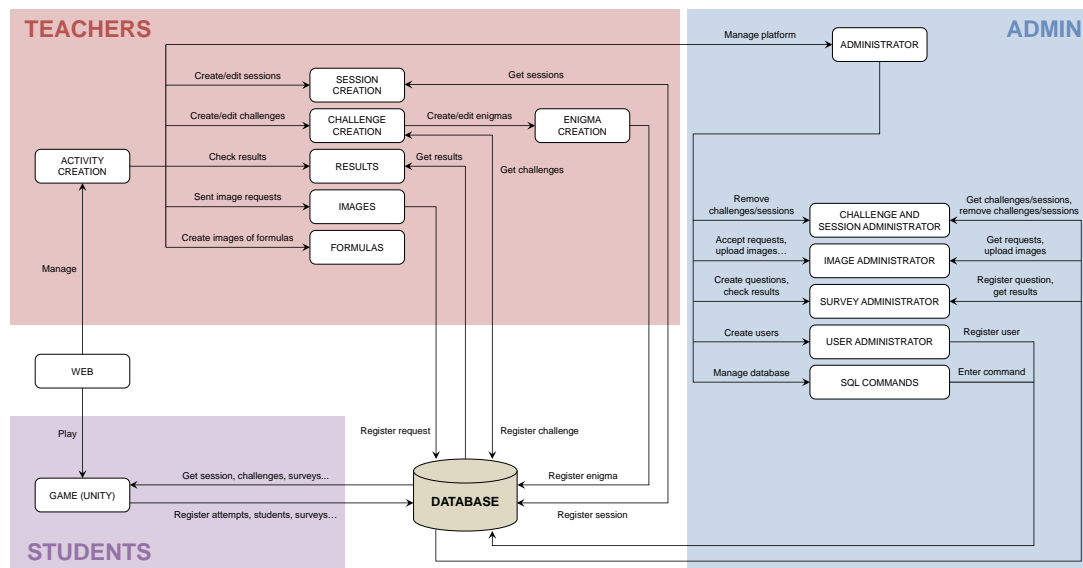 TEACHERS
ADMIN
Manage platform
ADMINISTRATOR
Create/edit sessions
SESSION
CREATION
Get sessions
Create/edit challenges
CHALLENGE
CREATION
Create/edit enigmas
ENIGMA
CREATION
ACTIVITY
CREATION
Check results
RESULTS
Get results
Get challenges
Sent image requests
IMAGES
Create images of formulas
FORMULAS
Manage
Remove
challenges/sessions
CHALLENGE AND
SESSION ADMINISTRATOR
Get challenges/sessions,
remove challenges/sessions
Accept requests,
upload images…
IMAGE ADMINISTRATOR
Get requests,
upload images
Create questions,
check results
SURVEY ADMINISTRATOR
Register question,
get results
Create users
USER ADMINISTRATOR
Register user
Manage database
SQL COMMANDS
Enter command
WEB
Play
Register request
Register challenge
GAME (UNITY)
Get session, challenges, surveys...
Register attempts, students, surveys…
DATABASE
Register enigma
Register session
STUDENTS